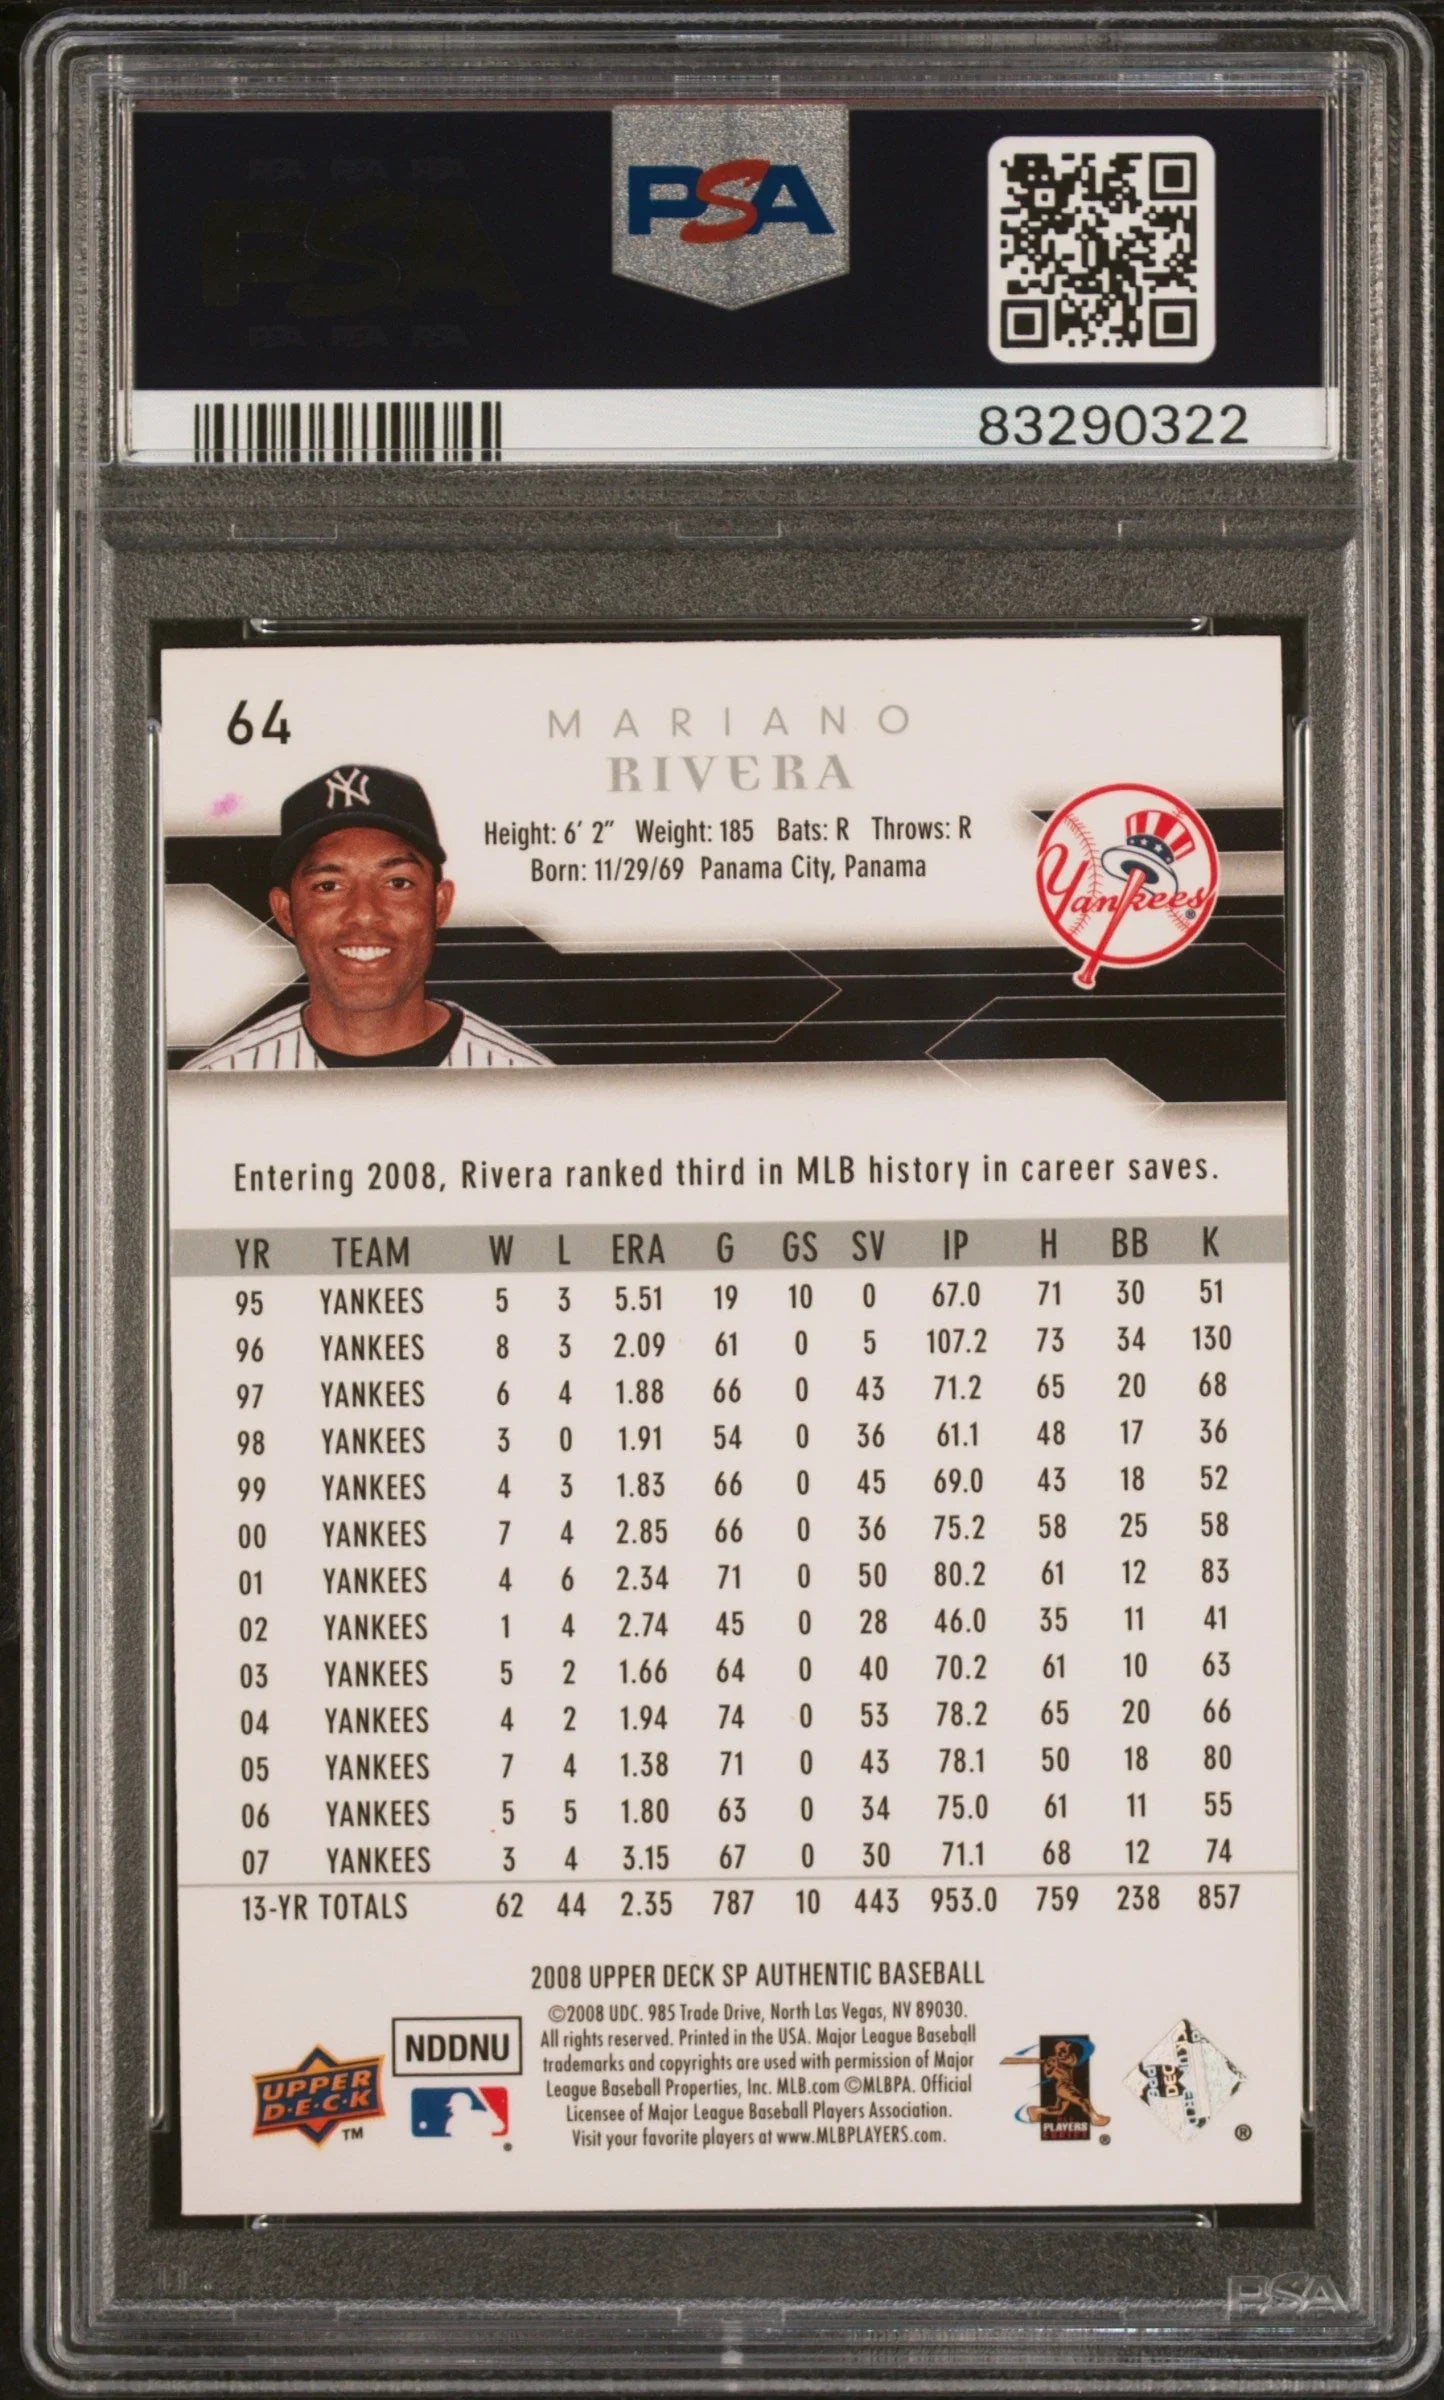 PSA
83290322
64
MARIANO
RIVERA
NY
Height: 6' 2" Weight: 185 Bats: R Throws: R
Born: 11/29/69 Panama City, Panama
Yankees®
Entering 2008, Rivera ranked third in MLB history in career saves.
YR TEAM W L ERA G GS SV IP H BB K
95 YANKEES 5 3 5.51 19 10 0 67.0 71 30 51
96 YANKEES 8 3 2.09 61 0 5 107.2 73 34 130
97 YANKEES 6 4 1.88 66 0 43 71.2 65 20 68
98 YANKEES 3 0 1.91 54 0 36 61.1 48 17 36
99 YANKEES 4 3 1.83 66 0 45 69.0 43 18 52
00 YANKEES 7 4 2.85 66 0 36 75.2 58 25 58
01 YANKEES 4 6 2.34 71 0 50 80.2 61 12 83
02 YANKEES 1 4 2.74 45 0 28 46.0 35 11 41
03 YANKEES 5 2 1.66 64 0 40 70.2 61 10 63
04 YANKEES 4 2 1.94 74 0 53 78.2 65 20 66
05 YANKEES 7 4 1.38 71 0 43 78.1 50 18 80
06 YANKEES 5 5 1.80 63 0 34 75.0 61 11 55
07 YANKEES 3 4 3.15 67 0 30 71.1 68 12 74
13-YR TOTALS 62 44 2.35 787 10 443 953.0 759 238 857
2008 UPPER DECK SP AUTHENTIC BASEBALL
©2008 UDC. 985 Trade Drive, North Las Vegas, NV 89030.
All rights reserved. Printed in the USA. Major League Baseball
trademarks and copyrights are used with permission of Major
League Baseball Properties, Inc. MLB.com ©MLBPA. Official
Licensee of Major League Baseball Players Association.
Visit your favorite players at www.MLBPLAYERS.com.
NDDNU
UPPER
D·E·C·K
TM
®
PLAYERS
CHOICE
®
®
PSA